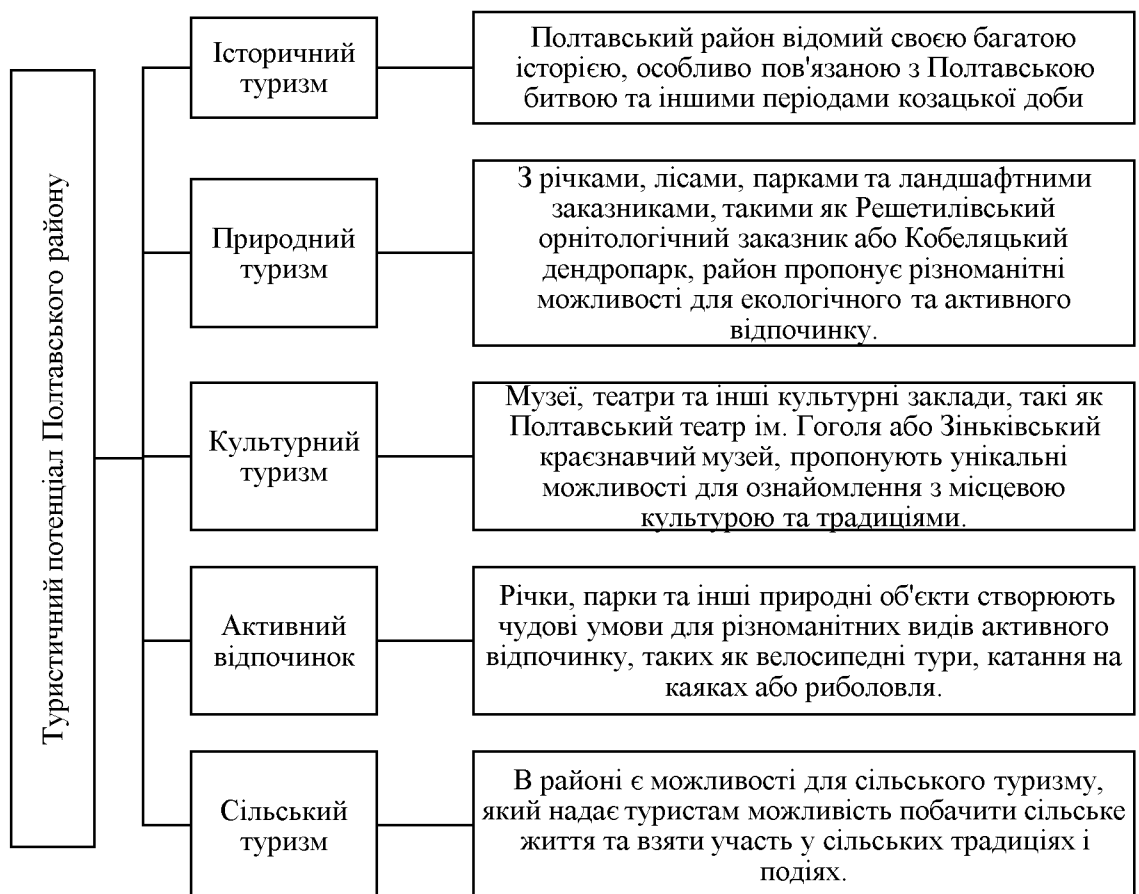 Туристичний потенціал Полтавського району
Історичний
туризм
Полтавський район відомий своєю багатою
історією, особливо пов'язаною з Полтавською
битвою та іншими періодами козацької доби
Природний
туризм
З річками, лісами, парками та ландшафтними
заказниками, такими як Решетилівський
орнітологічний заказник або Кобеляцький
дендропарк, район пропонує різноманітні
можливості для екологічного та активного
відпочинку.
Культурний
туризм
Музеї, театри та інші культурні заклади, такі як
Полтавський театр ім. Гоголя або Зіньківський
краєзнавчий музей, пропонують унікальні
можливості для ознайомлення з місцевою
культурою та традиціями.
Активний
відпочинок
Річки, парки та інші природні об'єкти створюють
чудові умови для різноманітних видів активного
відпочинку, таких як велосипедні тури, катання на
каяках або риболовля.
Сільський
туризм
В районі є можливості для сільського туризму,
який надає туристам можливість побачити сільське
життя та взяти участь у сільських традиціях і
подіях.